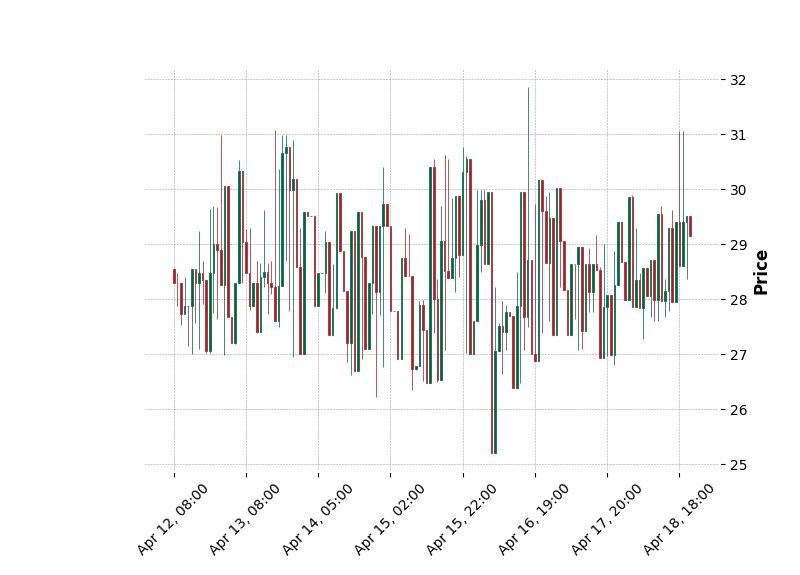 32
31
30
29
28
27
26
25
Price
Apr 12, 08:00
Apr 13, 08:00
Apr 14, 05:00
Apr 15, 02:00
Apr 15, 22:00
Apr 16, 19:00
Apr 17, 20:00
Apr 18, 18:00